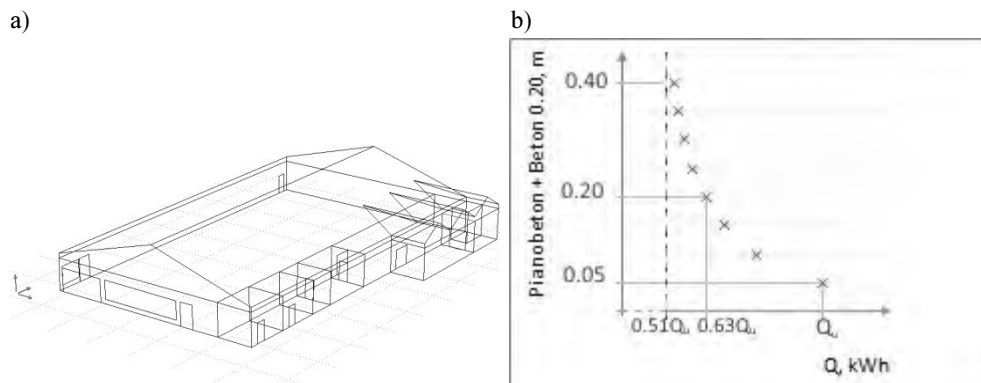 a)
b)
Pianobeton + Beton 0.20, m
0.40
0.20
0.05
0.51Qᵤ 0.63Qᵤ Qᵤ
Q, kWh